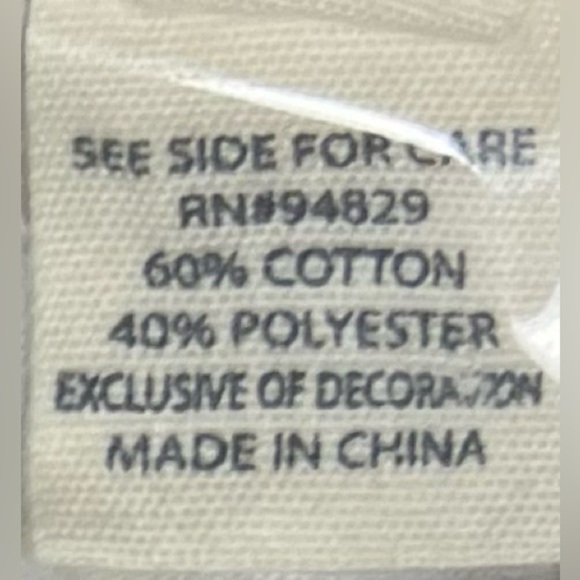 SEE SIDE FOR CARE
RN#94829
60% COTTON
40% POLYESTER
EXCLUSIVE OF DECORATION
MADE IN CHINA